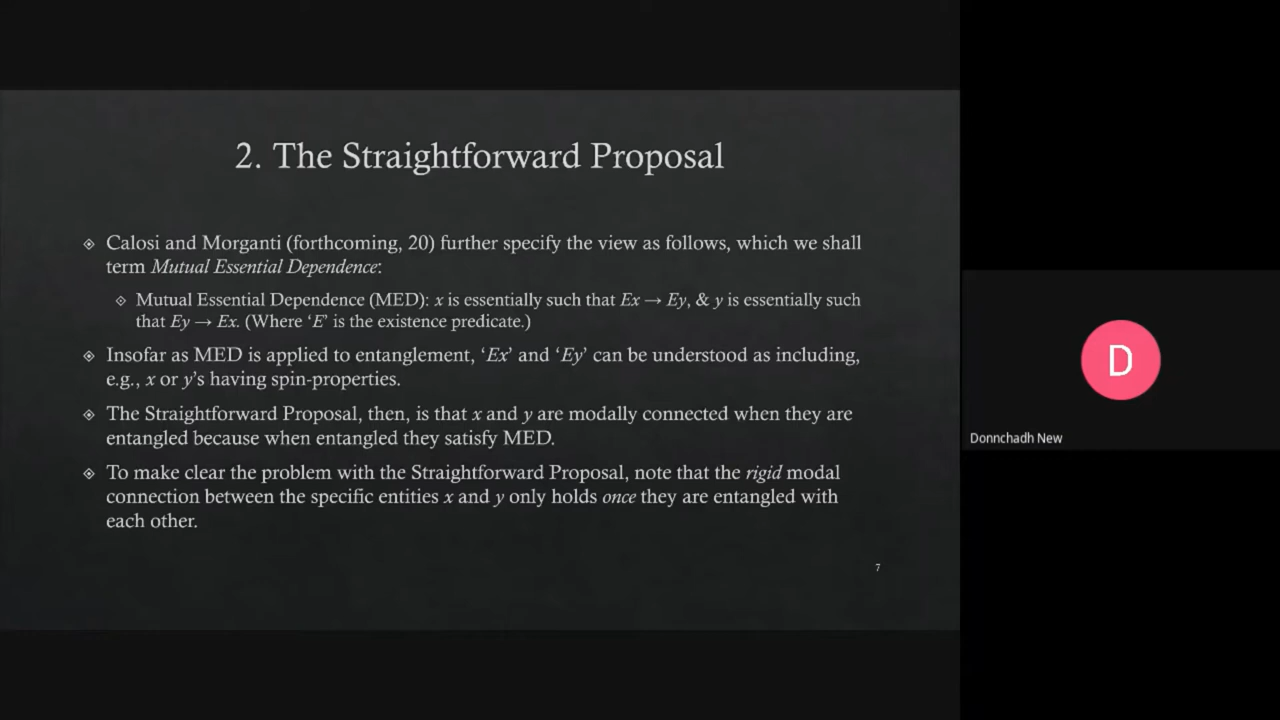 2. The Straightforward Proposal
Calosi and Morganti (forthcoming, 20) further specify the view as follows, which we shall
term Mutual Essential Dependence:
Mutual Essential Dependence (MED): x is essentially such that Ex → Ey, & y is essentially such
that Ey → Ex. (Where ‘E’ is the existence predicate.)
Insofar as MED is applied to entanglement, ‘Ex’ and ‘Ey’ can be understood as including,
e.g., x or y’s having spin-properties.
The Straightforward Proposal, then, is that x and y are modally connected when they are
entangled because when entangled they satisfy MED.
To make clear the problem with the Straightforward Proposal, note that the rigid modal
connection between the specific entities x and y only holds once they are entangled with
each other.
7
D
Donnchadh New